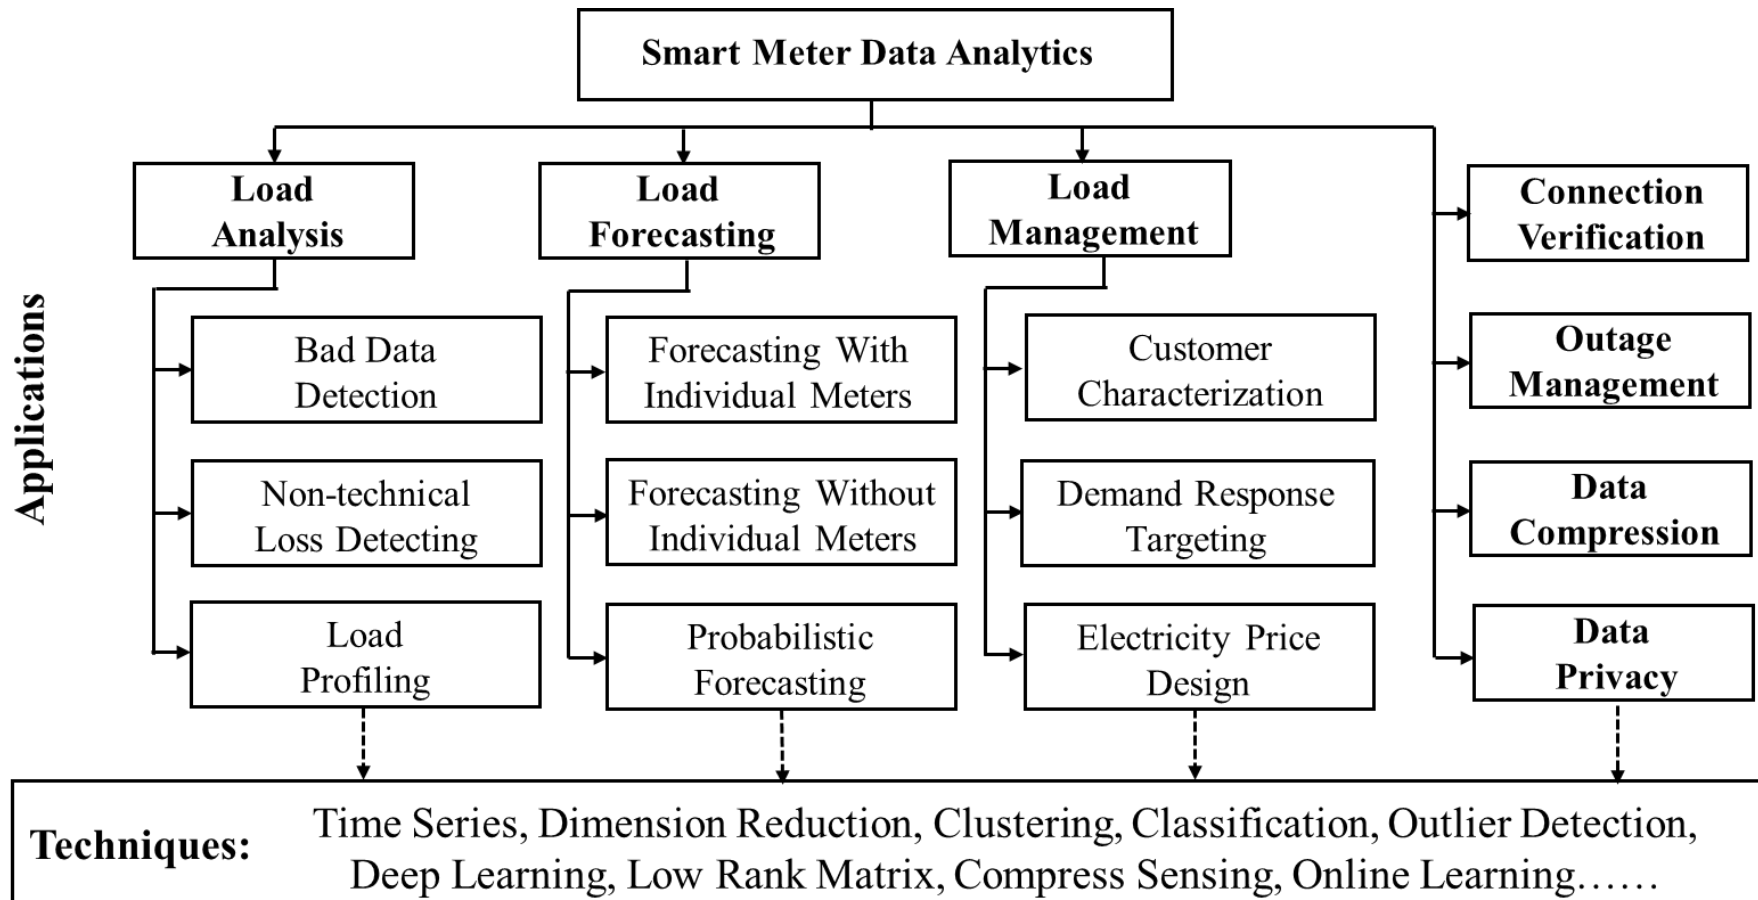 Smart Meter Data Analytics
Load
Analysis
Load
Forecasting
Load
Management
Connection
Verification
Applications
Bad Data
Detection
Forecasting With
Individual Meters
Customer
Characterization
Outage
Management
Non-technical
Loss Detecting
Forecasting Without
Individual Meters
Demand Response
Targeting
Data
Compression
Load
Profiling
Probabilistic
Forecasting
Electricity Price
Design
Data
Privacy
Techniques:
Time Series, Dimension Reduction, Clustering, Classification, Outlier Detection,
Deep Learning, Low Rank Matrix, Compress Sensing, Online Learning……